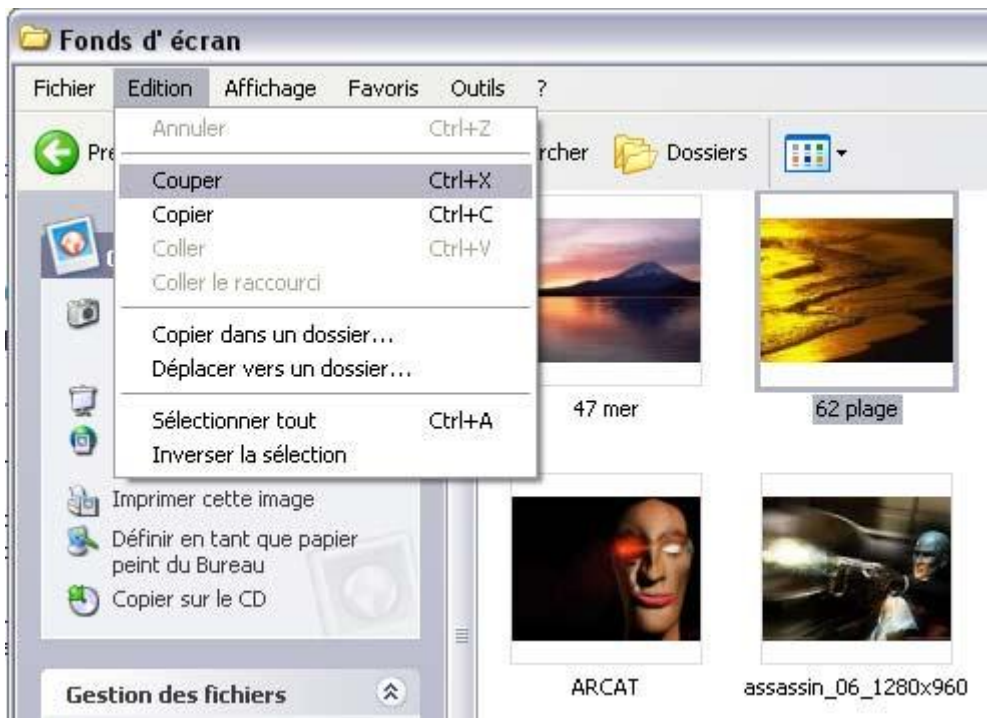 Fonds d' écran
Fichier Edition Affichage Favoris Outils ?
Annuler Ctrl+Z
Dossiers
Couper Ctrl+X
Copier Ctrl+C
Coller Ctrl+V
Coller le raccourci
Copier dans un dossier...
Déplacer vers un dossier...
Sélectionner tout Ctrl+A
Inverser la sélection
47 mer
62 plage
Imprimer cette image
Définir en tant que papier
peint du Bureau
Copier sur le CD
Gestion des fichiers
ARCAT
assassin_06_1280x960